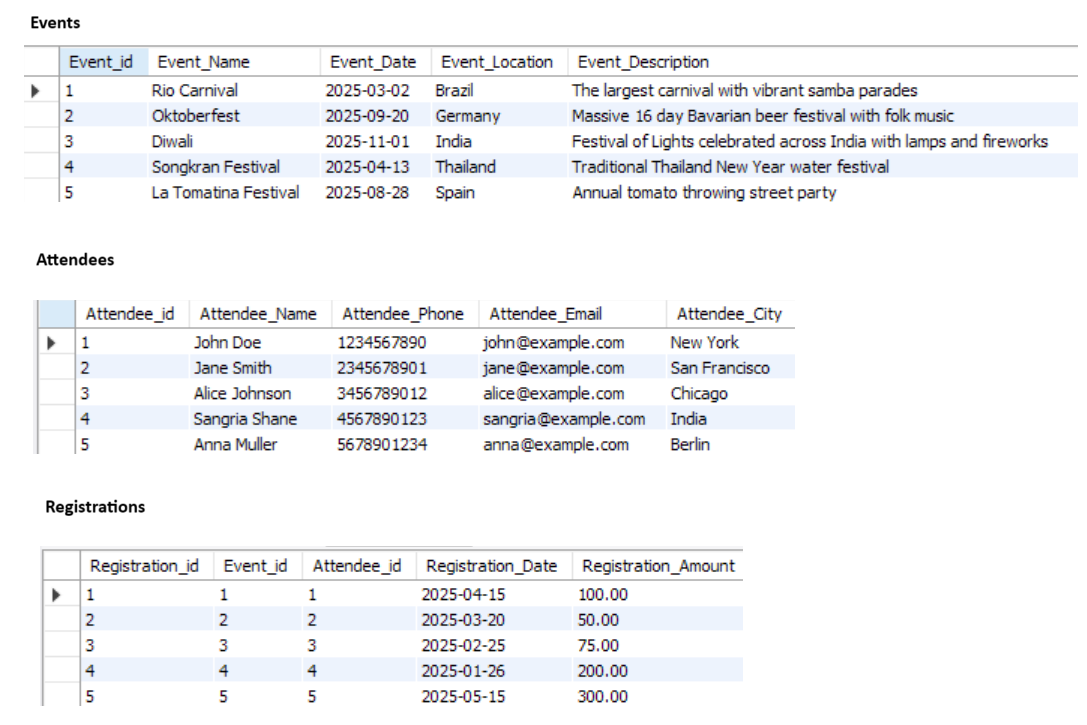 Events
Event_id Event_Name Event_Date Event_Location Event_Description
1 Rio Carnival 2025-03-02 Brazil The largest carnival with vibrant samba parades
2 Oktoberfest 2025-09-20 Germany Massive 16 day Bavarian beer festival with folk music
3 Diwali 2025-11-01 India Festival of Lights celebrated across India with lamps and fireworks
4 Songkran Festival 2025-04-13 Thailand Traditional Thailand New Year water festival
5 La Tomatina Festival 2025-08-28 Spain Annual tomato throwing street party
Attendees
Attendee_id Attendee_Name Attendee_Phone Attendee_Email Attendee_City
1 John Doe 1234567890 john@example.com New York
2 Jane Smith 2345678901 jane@example.com San Francisco
3 Alice Johnson 3456789012 alice@example.com Chicago
4 Sangria Shane 4567890123 sangria@example.com India
5 Anna Muller 5678901234 anna@example.com Berlin
Registrations
Registration_id Event_id Attendee_id Registration_Date Registration_Amount
1 1 1 2025-04-15 100.00
2 2 2 2025-03-20 50.00
3 3 3 2025-02-25 75.00
4 4 4 2025-01-26 200.00
5 5 5 2025-05-15 300.00